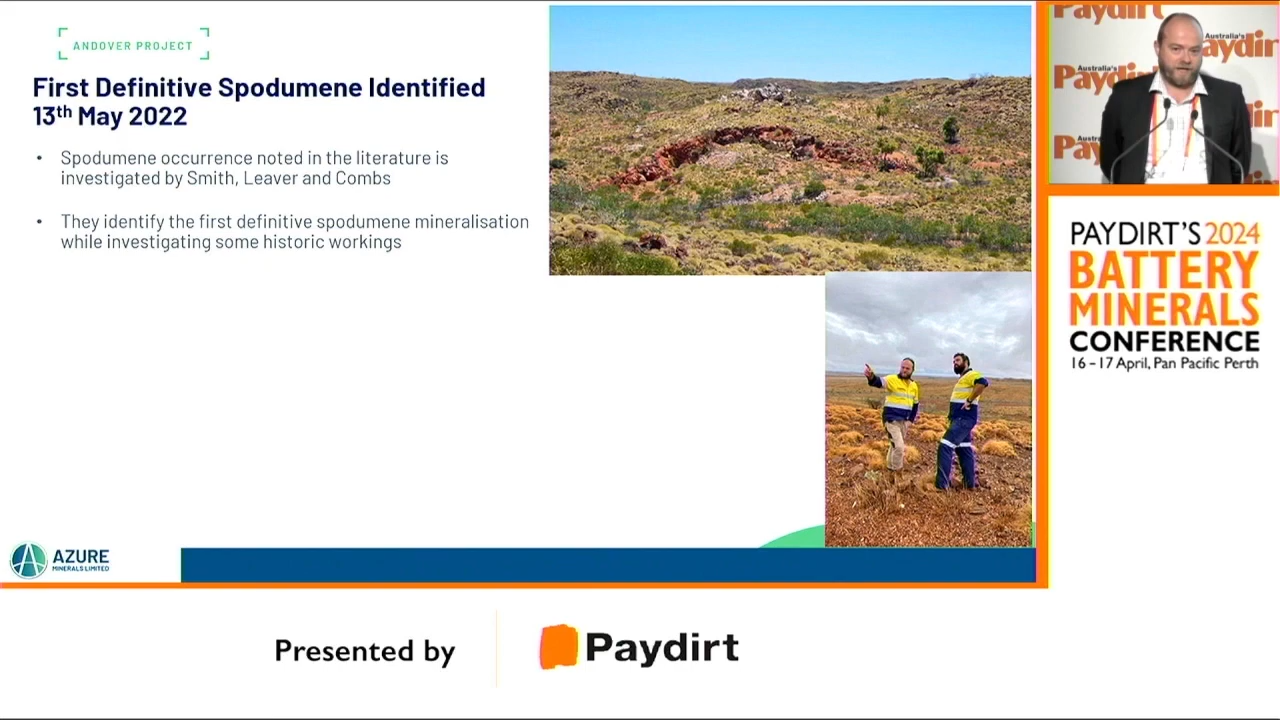 ANDOVER PROJECT
First Definitive Spodumene Identified
13th May 2022
• Spodumene occurrence noted in the literature is
investigated by Smith, Leaver and Combs
• They identify the first definitive spodumene mineralisation
while investigating some historic workings
AZURE
MINERALS LIMITED
Paydirt
Australia's
Paydirt
Australia's
Paydirt
PAYDIRT'S 2024
BATTERY
MINERALS
CONFERENCE
16 – 17 April, Pan Pacific Perth
Presented by
Paydirt